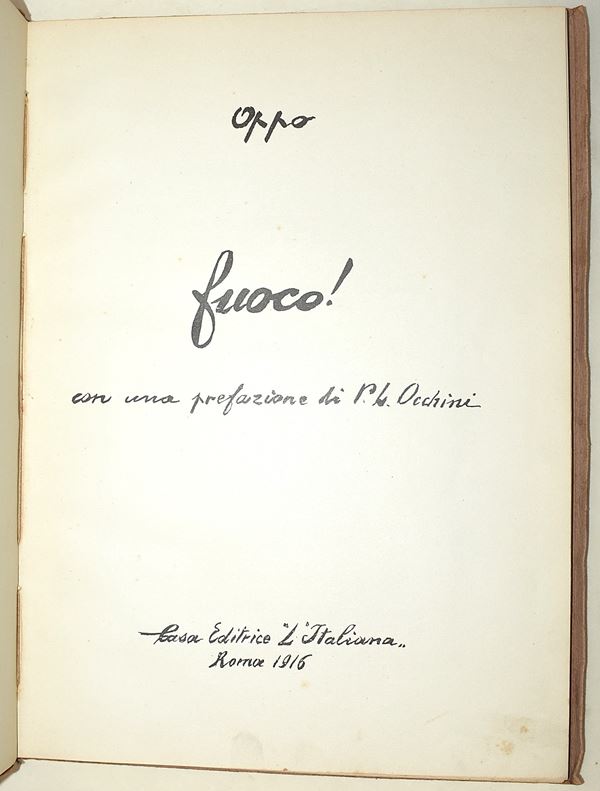 Oppo
fuoco!
con una prefazione di P. L. Occhini
Casa Editrice "L'Italiana„
Roma 1916